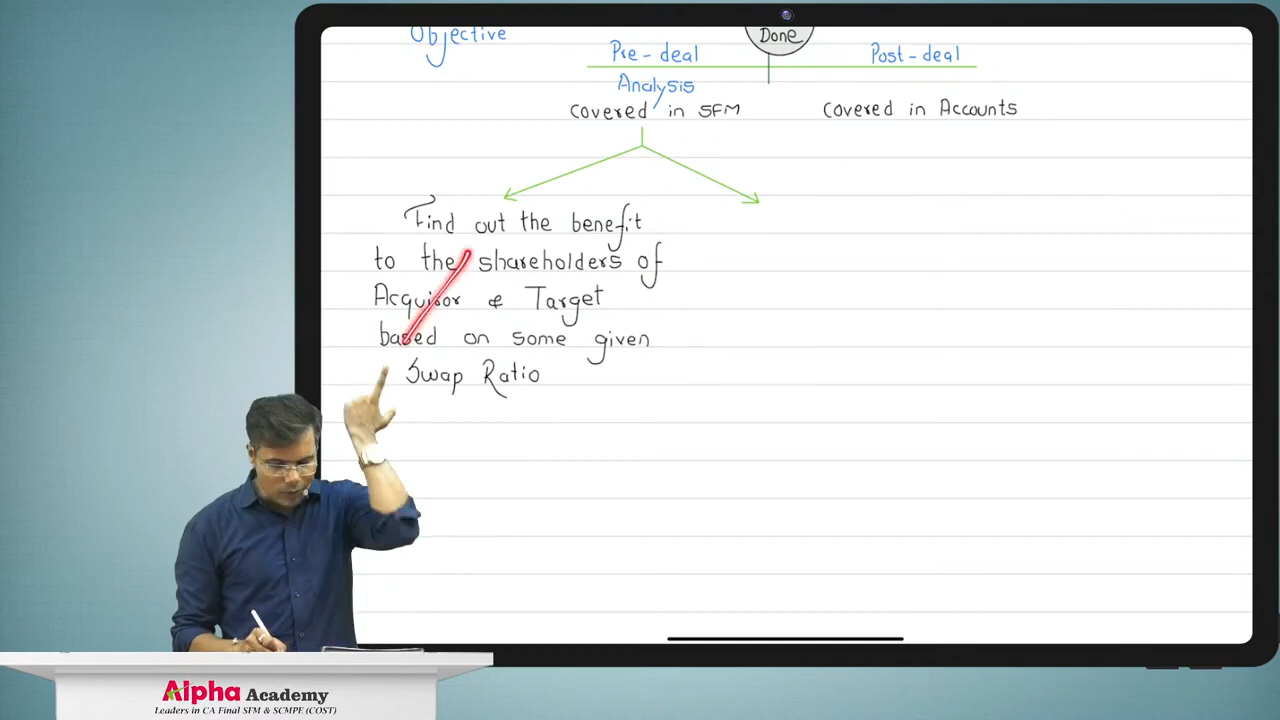 Objective
Done
Pre-deal
Post-deal
Analysis
Covered in SFM
Covered in Accounts
Find out the benefit
to the shareholders of
Acquisor & Target
based on some given
Swap Ratio
Alpha Academy
Leaders in CA Final SFM & SCMPE (COST)